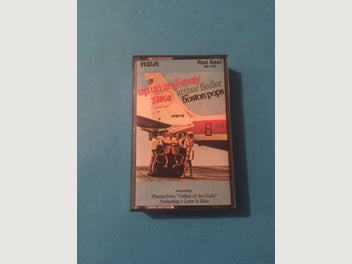 RCA Red Seal
up up and away
TWA arthur fiedler
boston pops
including:
Theme from "Valley of the Dolls"
Yesterday • Love Is Blue